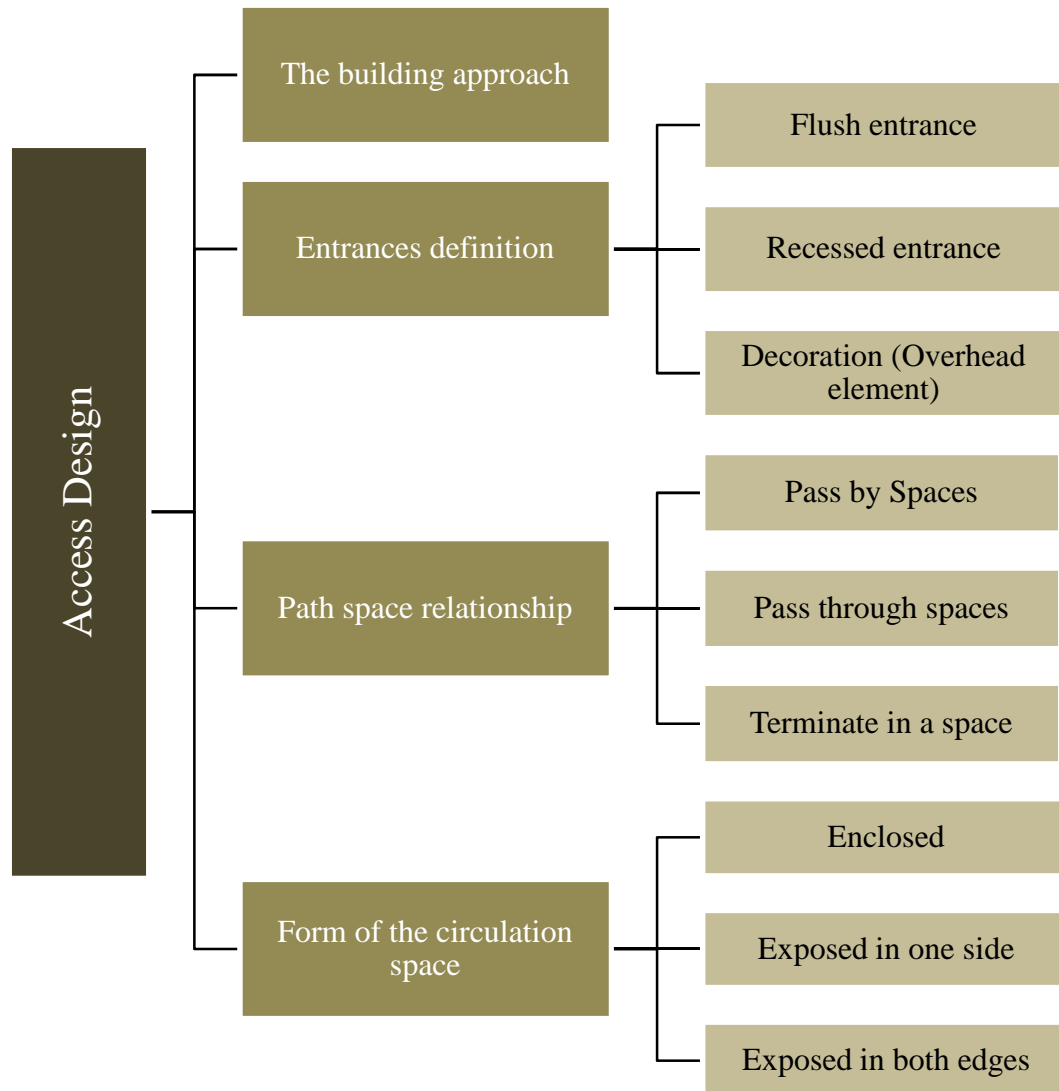 Access Design
The building approach
Entrances definition
Flush entrance
Recessed entrance
Decoration (Overhead
element)
Path space relationship
Pass by Spaces
Pass through spaces
Terminate in a space
Form of the circulation
space
Enclosed
Exposed in one side
Exposed in both edges